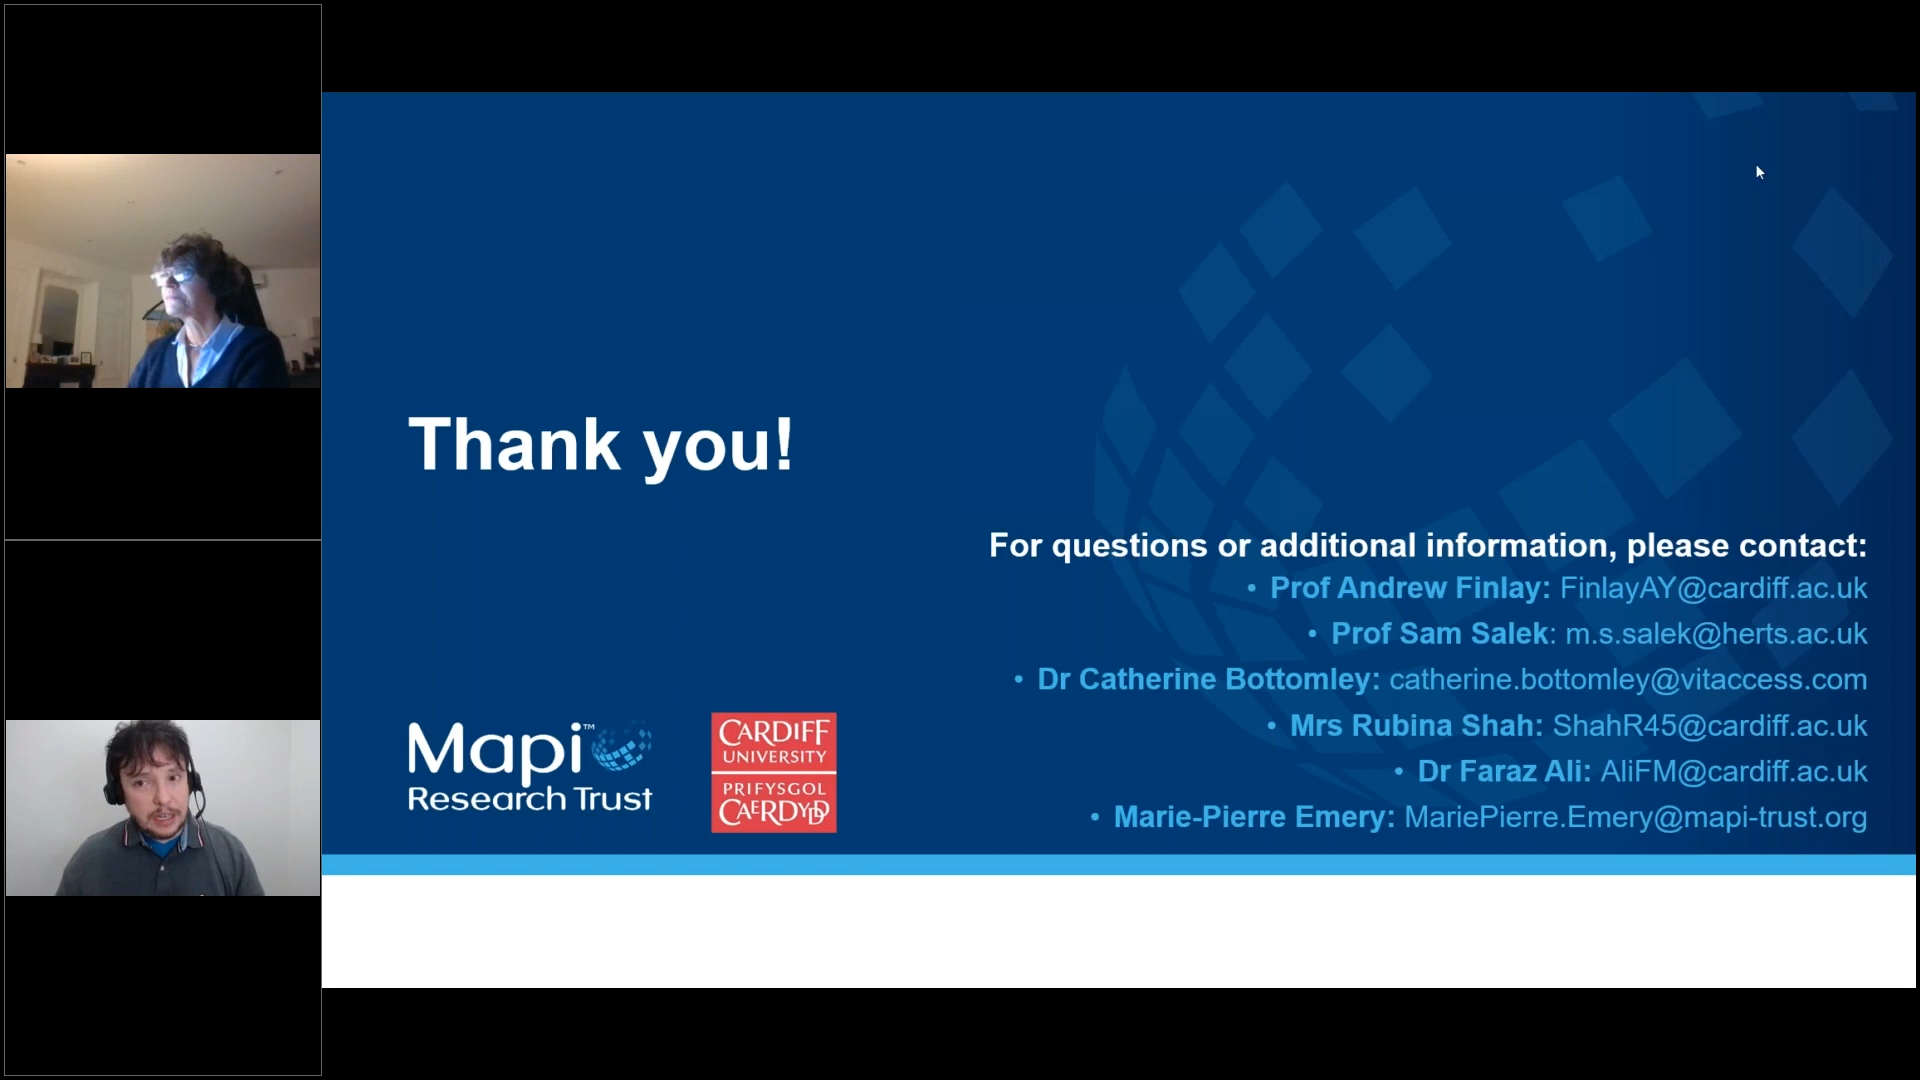 Thank you!
For questions or additional information, please contact:
• Prof Andrew Finlay: FinlayAY@cardiff.ac.uk
• Prof Sam Salek: m.s.salek@herts.ac.uk
• Dr Catherine Bottomley: catherine.bottomley@vitaccess.com
• Mrs Rubina Shah: ShahR45@cardiff.ac.uk
• Dr Faraz Ali: AliFM@cardiff.ac.uk
• Marie-Pierre Emery: MariePierre.Emery@mapi-trust.org
Mapi™
Research Trust
CARDIFF
UNIVERSITY
PRIFYSGOL
CAERDYDD